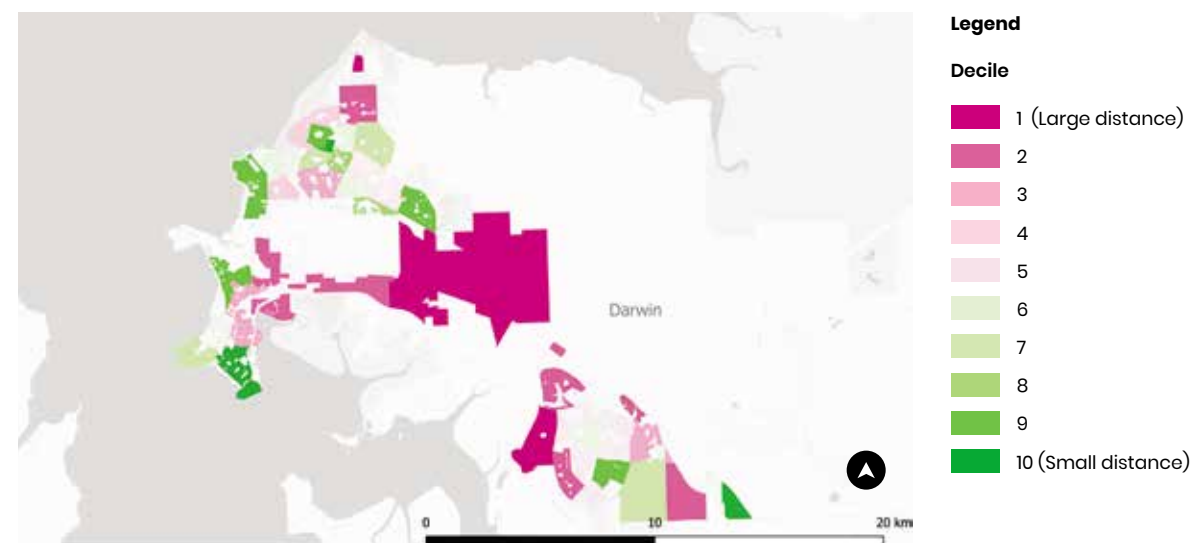 Legend
Decile
1 (Large distance)
2
3
4
5
6
7
8
9
10 (Small distance)
Darwin
0 10 20 km